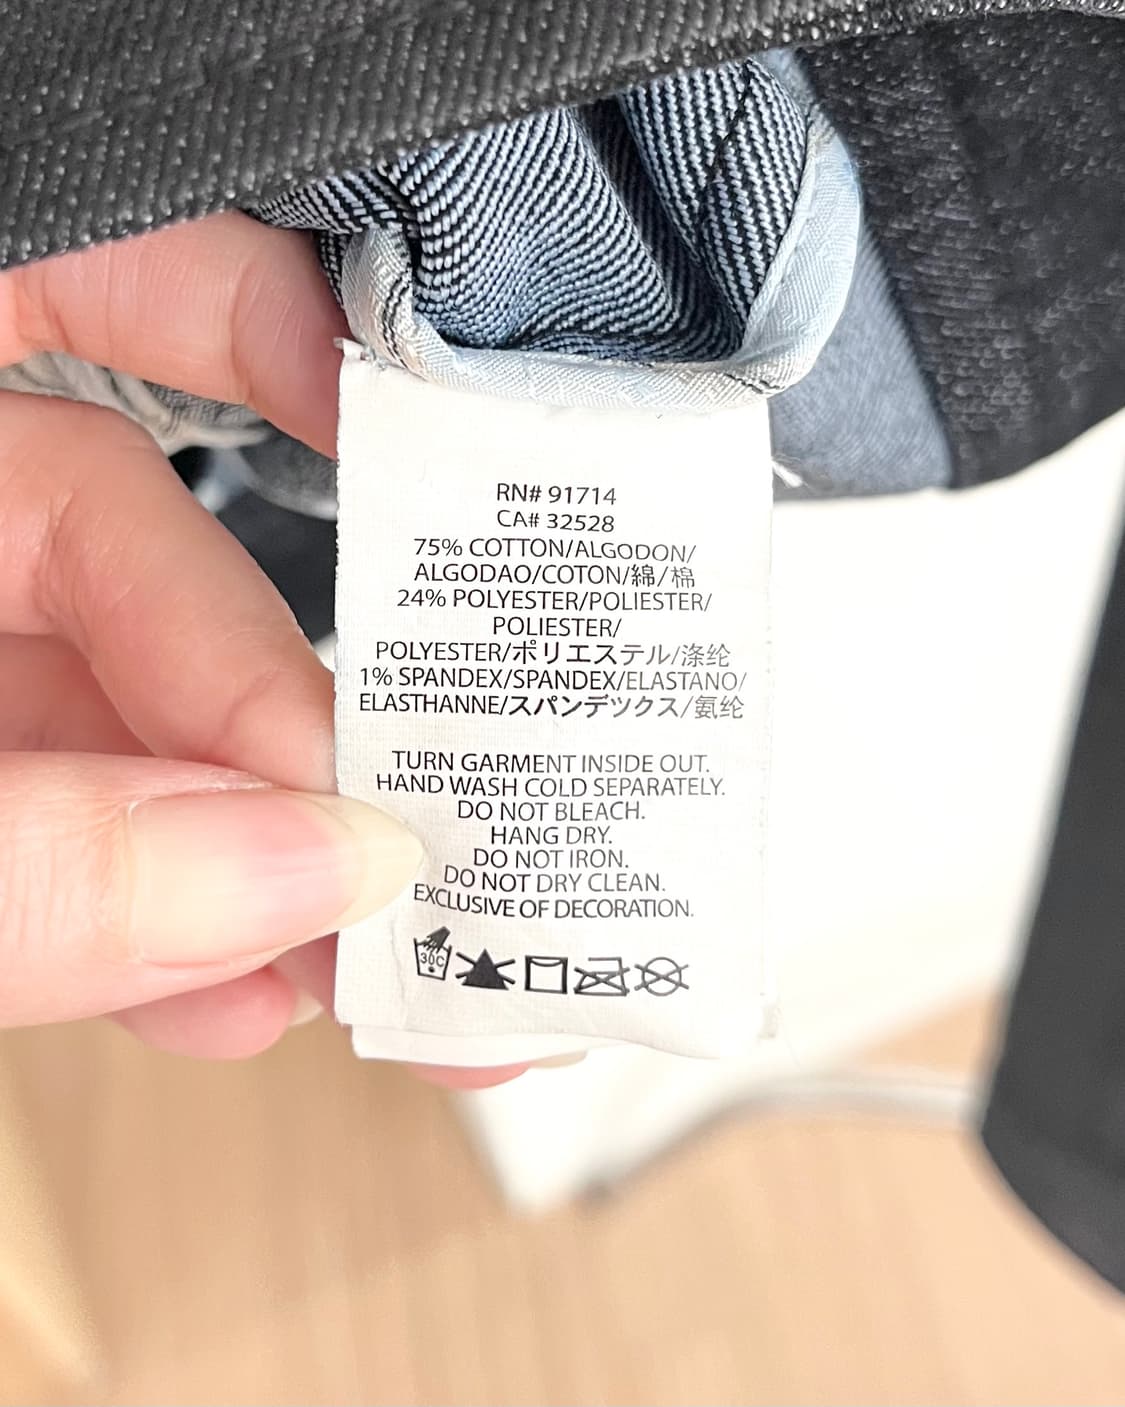 RN# 91714
CA# 32528
75% COTTON/ALGODON/
ALGODAO/COTON/綿/棉
24% POLYESTER/POLIESTER/
POLIESTER/
POLYESTER/ポリエステル/涤纶
1% SPANDEX/SPANDEX/ELASTANO/
ELASTHANNE/スパンデックス/氨纶
TURN GARMENT INSIDE OUT.
HAND WASH COLD SEPARATELY.
DO NOT BLEACH.
HANG DRY.
DO NOT IRON.
DO NOT DRY CLEAN.
EXCLUSIVE OF DECORATION.
30C